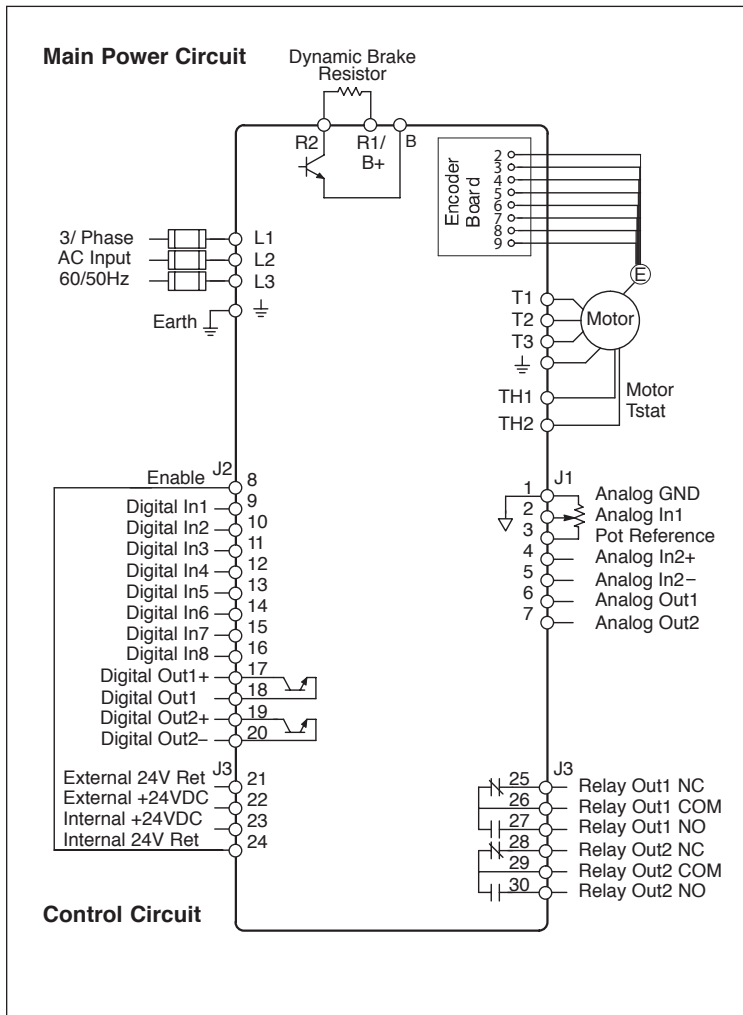 Main Power Circuit
Dynamic Brake
Resistor
R2
R1/
B+
B
Encoder
Board
2
3
4
5
6
7
8
9
E
3/ Phase
AC Input
60/50Hz
L1
L2
L3
Earth
T1
T2
T3
Motor
TH1
TH2
Motor
Tstat
J2
Enable 8
Digital In1 9
Digital In2 10
Digital In3 11
Digital In4 12
Digital In5 13
Digital In6 14
Digital In7 15
Digital In8 16
Digital Out1+ 17
Digital Out1 18
Digital Out2+ 19
Digital Out2– 20
J3
External 24V Ret 21
External +24VDC 22
Internal +24VDC 23
Internal 24V Ret 24
J1
1 Analog GND
2 Analog In1
3 Pot Reference
4 Analog In2+
5 Analog In2–
6 Analog Out1
7 Analog Out2
J3
25 Relay Out1 NC
26 Relay Out1 COM
27 Relay Out1 NO
28 Relay Out2 NC
29 Relay Out2 COM
30 Relay Out2 NO
Control Circuit